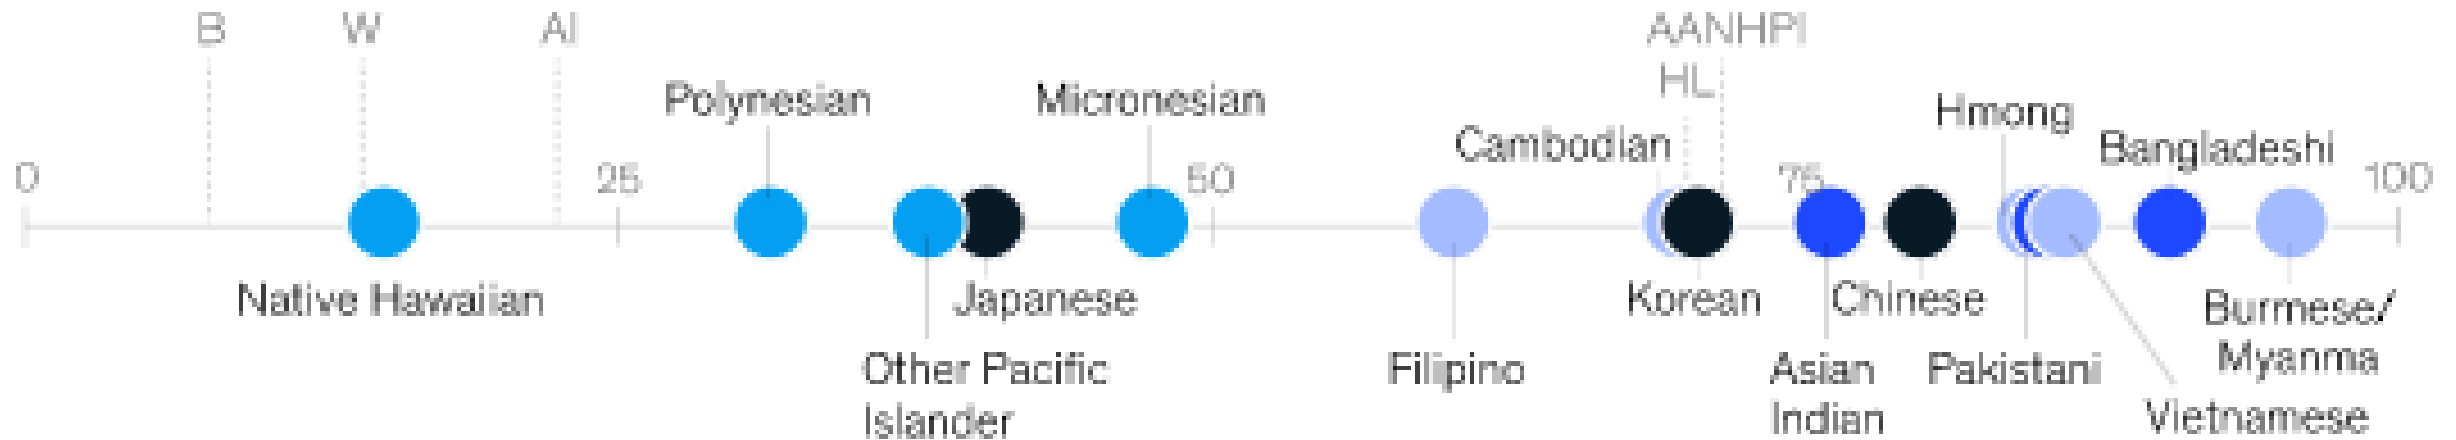 B W AI AANHPI
HL
Polynesian Micronesian Hmong
Cambodian Bangladeshi
0 25 50 75 100
Native Hawaiian Japanese Korean Chinese Burmese/
Myanma
Other Pacific
Islander
Filipino
Asian
Indian
Pakistani
Vietnamese